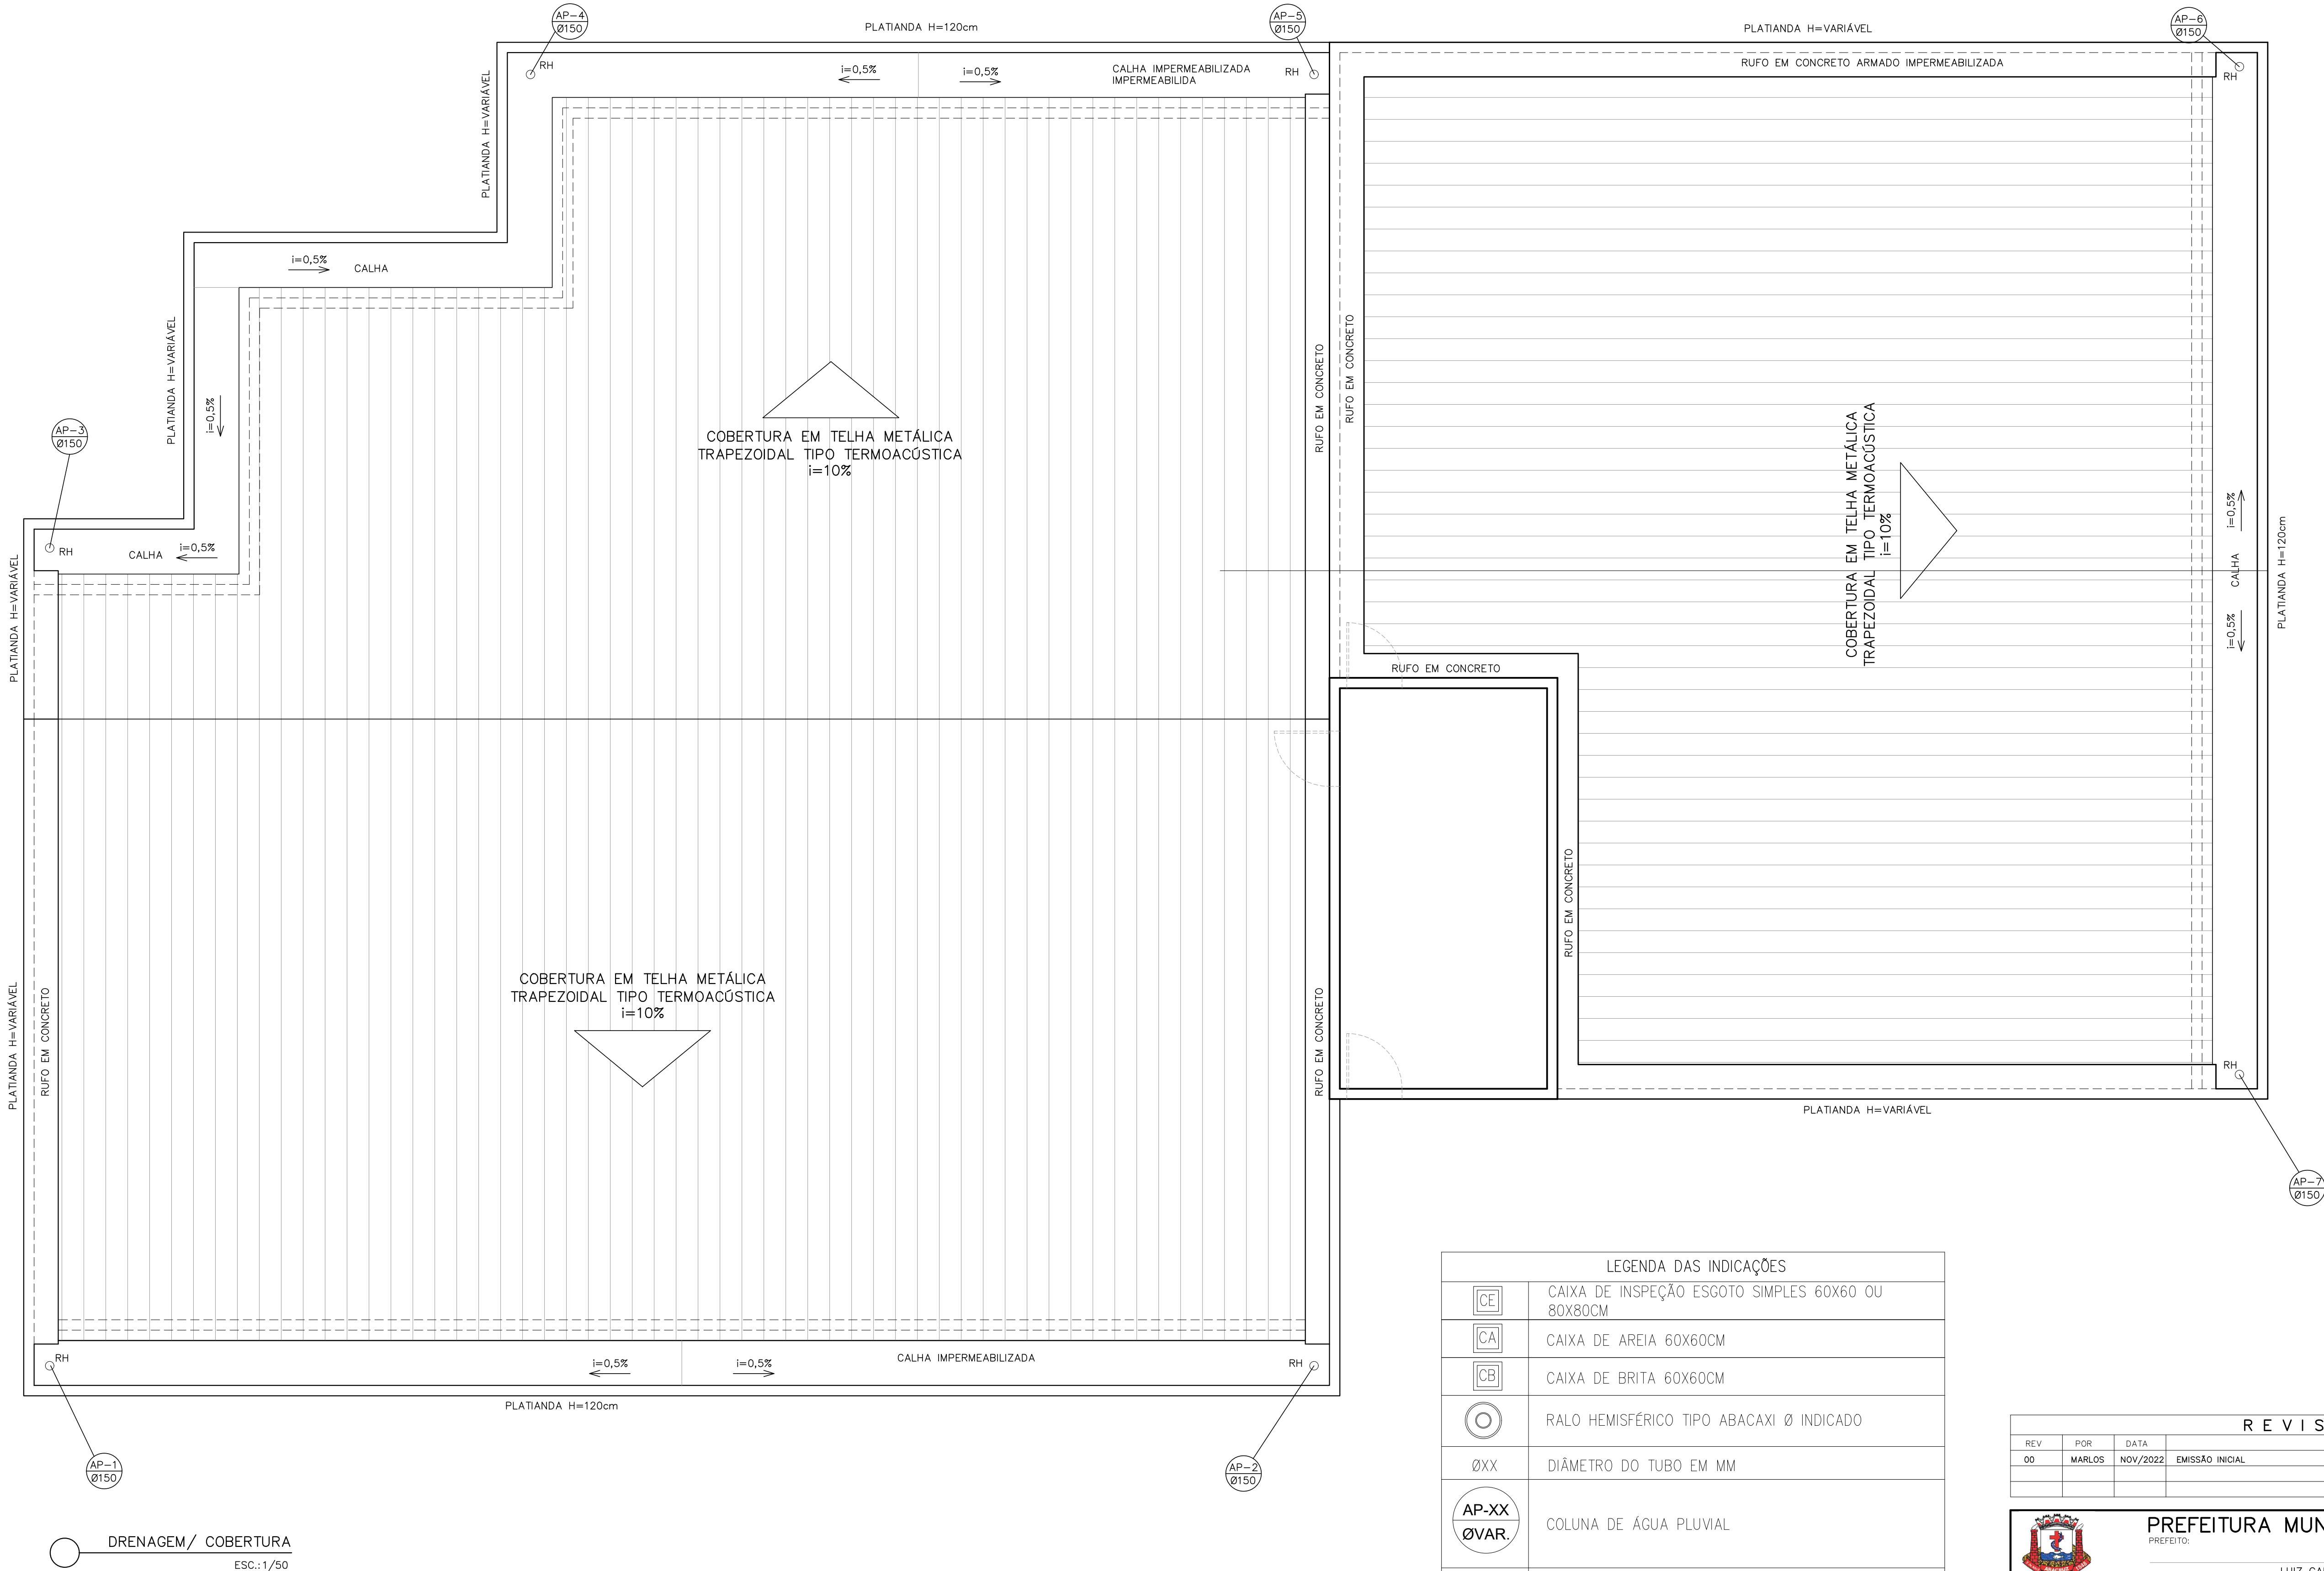 AP-4
Ø150
PLATIANDA H=120cm
AP-5
Ø150
PLATIANDA H=VARIÁVEL
AP-6
Ø150
RH
i=0,5%
i=0,5%
CALHA IMPERMEABILIZADA
IMPERMEABILIDA
RH
RUFO EM CONCRETO ARMADO IMPERMEABILIZADA
RH
PLATIANDA H=VARIÁVEL
i=0,5%
CALHA
PLATIANDA H=VARIÁVEL
i=0,5%
AP-3
Ø150
RH
CALHA
i=0,5%
PLATIANDA H=VARIÁVEL
COBERTURA EM TELHA METÁLICA
TRAPEZOIDAL TIPO TERMOACÚSTICA
i=10%
RUFO EM CONCRETO
RUFO EM CONCRETO
COBERTURA EM TELHA METÁLICA
TRAPEZOIDAL TIPO TERMOACÚSTICA
i=10%
i=0,5%
CALHA
i=0,5%
PLATIANDA H=120cm
RUFO EM CONCRETO
RUFO EM CONCRETO
PLATIANDA H=VARIÁVEL
RUFO EM CONCRETO
COBERTURA EM TELHA METÁLICA
TRAPEZOIDAL TIPO TERMOACÚSTICA
i=10%
RUFO EM CONCRETO
RH
PLATIANDA H=VARIÁVEL
AP-7
Ø150
RH
i=0,5%
i=0,5%
CALHA IMPERMEABILIZADA
RH
PLATIANDA H=120cm
AP-1
Ø150
AP-2
Ø150
DRENAGEM/ COBERTURA
ESC.:1/50
LEGENDA DAS INDICAÇÕES
CE
CAIXA DE INSPEÇÃO ESGOTO SIMPLES 60X60 OU
80X80CM
CA
CAIXA DE AREIA 60X60CM
CB
CAIXA DE BRITA 60X60CM
RALO HEMISFÉRICO TIPO ABACAXI Ø INDICADO
ØXX
DIÂMETRO DO TUBO EM MM
AP-XX
ØVAR.
COLUNA DE ÁGUA PLUVIAL
R E V I S
REV POR DATA
00 MARLOS NOV/2022 EMISSÃO INICIAL
PREFEITURA MUN
PREFEITO: